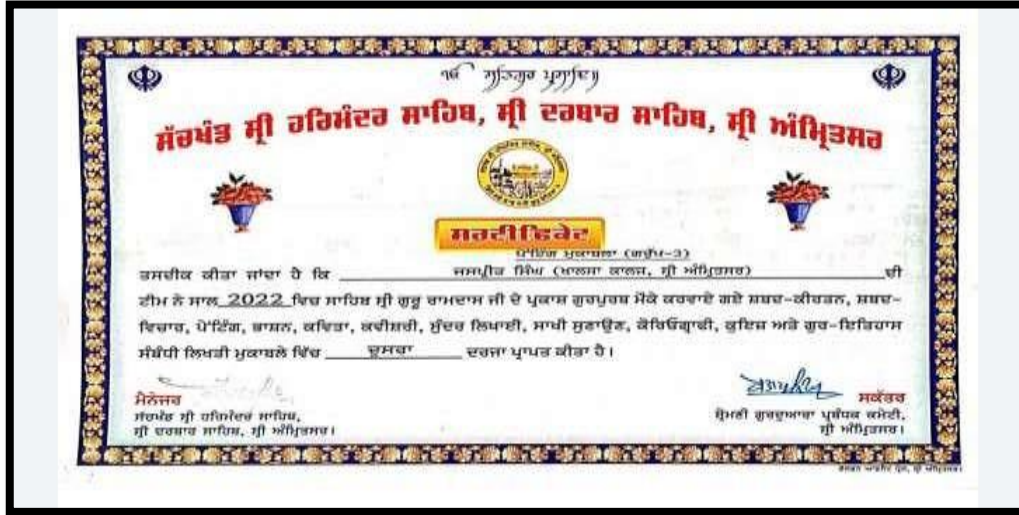 ੴ ਸਤਿਗੁਰ ਪ੍ਰਸਾਦਿ॥
ਸੱਚਖੰਡ ਸ੍ਰੀ ਹਰਿਮੰਦਰ ਸਾਹਿਬ, ਸ੍ਰੀ ਦਰਬਾਰ ਸਾਹਿਬ, ਸ੍ਰੀ ਅੰਮ੍ਰਿਤਸਰ
ਸਰਟੀਫਿਕੇਟ
ਪੇਂਟਿੰਗ ਮੁਕਾਬਲਾ (ਗਰੁੱਪ-3)
ਤਸਦੀਕ ਕੀਤਾ ਜਾਂਦਾ ਹੈ ਕਿ ਜਸਪ੍ਰੀਤ ਸਿੰਘ (ਖਾਲਸਾ ਕਾਲਜ, ਸ੍ਰੀ ਅੰਮ੍ਰਿਤਸਰ) ਦੀ
ਟੀਮ ਨੇ ਸਾਲ 2022 ਵਿਚ ਸਾਹਿਬ ਸ੍ਰੀ ਗੁਰੂ ਰਾਮਦਾਸ ਜੀ ਦੇ ਪ੍ਰਕਾਸ਼ ਗੁਰਪੁਰਬ ਮੌਕੇ ਕਰਵਾਏ ਗਏ ਸ਼ਬਦ-ਕੀਰਤਨ, ਸ਼ਬਦ-
ਵਿਚਾਰ, ਪੇਂਟਿੰਗ, ਭਾਸ਼ਨ, ਕਵਿਤਾ, ਕਵੀਸ਼ਰੀ, ਸੁੰਦਰ ਲਿਖਾਈ, ਸਾਖੀ ਸੁਣਾਉਣ, ਕੋਰਿਓਗ੍ਰਾਫੀ, ਕੁਇਜ਼ ਅਤੇ ਗੁਰ-ਇਤਿਹਾਸ
ਸੰਬੰਧੀ ਲਿਖਤੀ ਮੁਕਾਬਲੇ ਵਿੱਚ ਦੂਸਰਾ ਦਰਜਾ ਪ੍ਰਾਪਤ ਕੀਤਾ ਹੈ।
ਮੈਨੇਜਰ
ਸੱਚਖੰਡ ਸ੍ਰੀ ਹਰਿਮੰਦਰ ਸਾਹਿਬ,
ਸ੍ਰੀ ਦਰਬਾਰ ਸਾਹਿਬ, ਸ੍ਰੀ ਅੰਮ੍ਰਿਤਸਰ।
ਸਕੱਤਰ
ਸ਼੍ਰੋਮਣੀ ਗੁਰਦੁਆਰਾ ਪ੍ਰਬੰਧਕ ਕਮੇਟੀ,
ਸ੍ਰੀ ਅੰਮ੍ਰਿਤਸਰ।